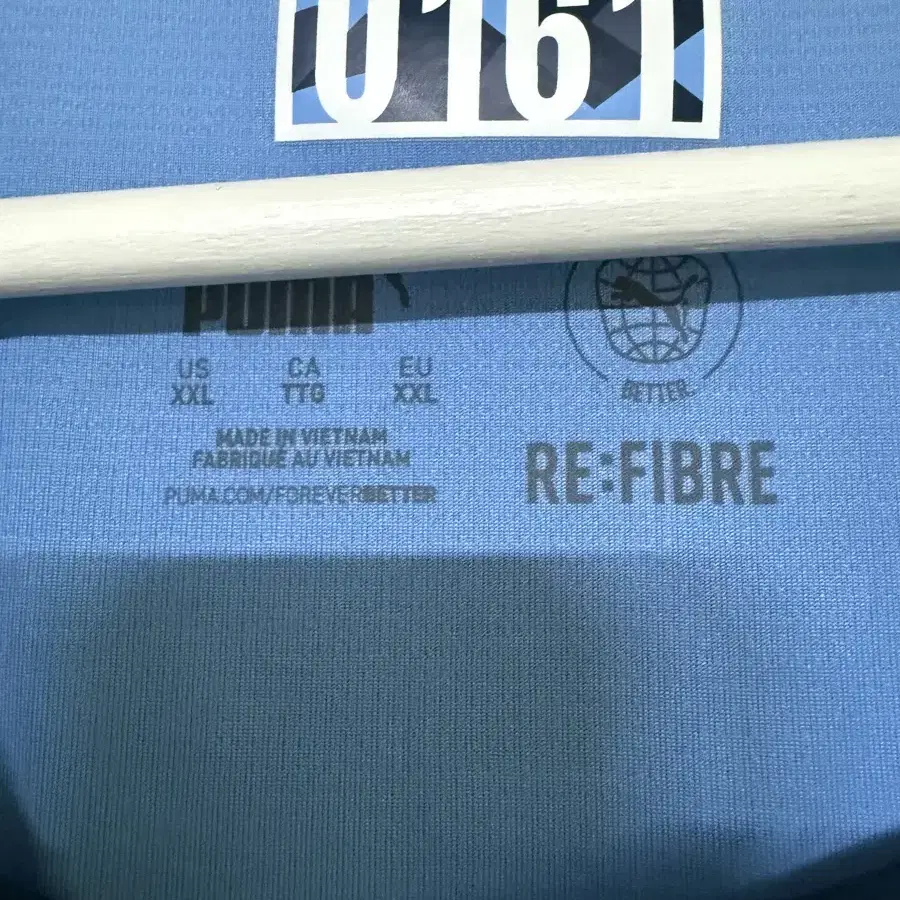 0161
PUMA
US CA EU
XXL TTG XXL
MADE IN VIETNAM
FABRIQUÉ AU VIETNAM
PUMA.COM/FOREVERBETTER
BETTER.
RE:FIBRE